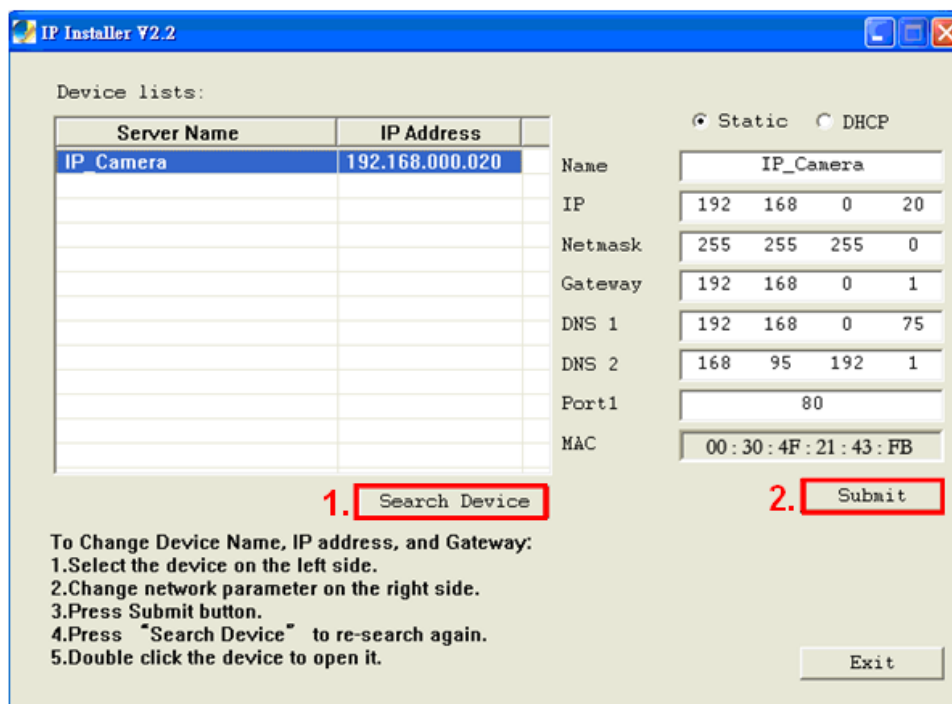 IP Installer V2.2
Device lists:
Server Name IP Address
IP_Camera 192.168.000.020
Static DHCP
Name IP_Camera
IP 192 168 0 20
Netmask 255 255 255 0
Gateway 192 168 0 1
DNS 1 192 168 0 75
DNS 2 168 95 192 1
Port1 80
MAC 00 : 30 : 4F : 21 : 43 : FB
1. Search Device
2. Submit
To Change Device Name, IP address, and Gateway:
1.Select the device on the left side.
2.Change network parameter on the right side.
3.Press Submit button.
4.Press “Search Device” to re-search again.
5.Double click the device to open it.
Exit